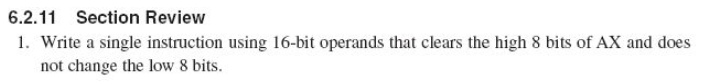 6.2.11 Section Review
1. Write a single instruction using 16-bit operands that clears the high 8 bits of AX and does
not change the low 8 bits.